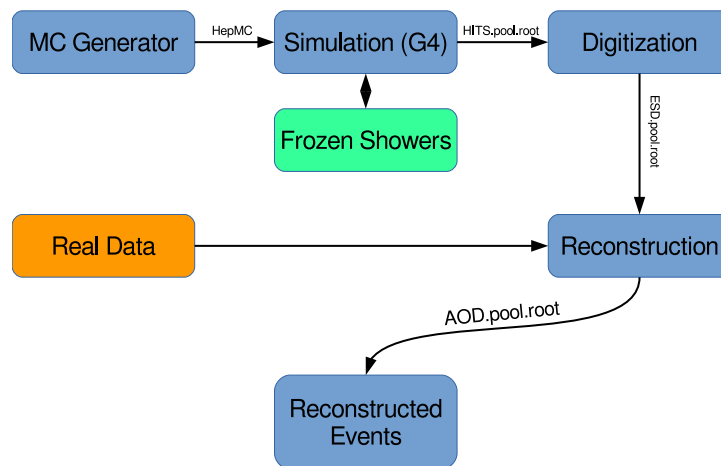 MC Generator
HepMC
Simulation (G4)
HITS.pool.root
Digitization
Frozen Showers
ESD.pool.root
Real Data
Reconstruction
AOD.pool.root
Reconstructed
Events